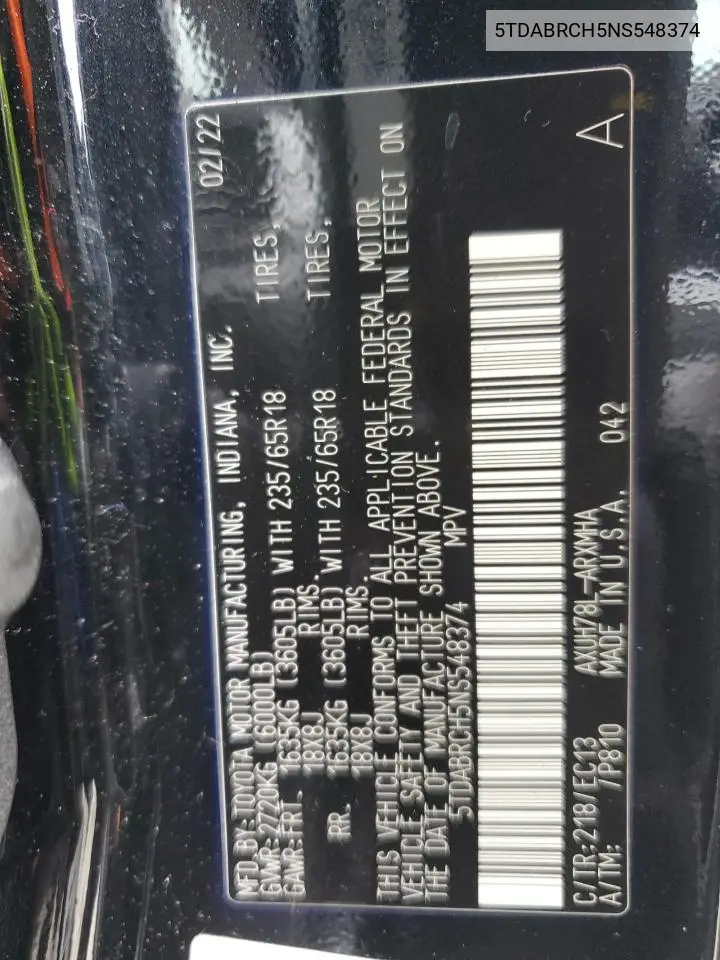 5TDABRCH5NS548374
MFD BY: TOYOTA MOTOR MANUFACTURING, INDIANA, INC. 02/22
GVWR: 2720KG (6000LB)
GAWR: FRT. 1635KG (3605LB) WITH 235/65R18 TIRES,
18X8J RIMS.
RR. 1635KG (3605LB) WITH 235/65R18 TIRES,
18X8J RIMS.
THIS VEHICLE CONFORMS TO ALL APPLICABLE FEDERAL MOTOR
VEHICLE SAFETY AND THEFT PREVENTION STANDARDS IN EFFECT ON
THE DATE OF MANUFACTURE SHOWN ABOVE.
5TDABRCH5NS548374 MPV
C/TR:218/EC13 AXUH78L-ARXMHA A
A/TM: /P810 MADE IN U.S.A. 042